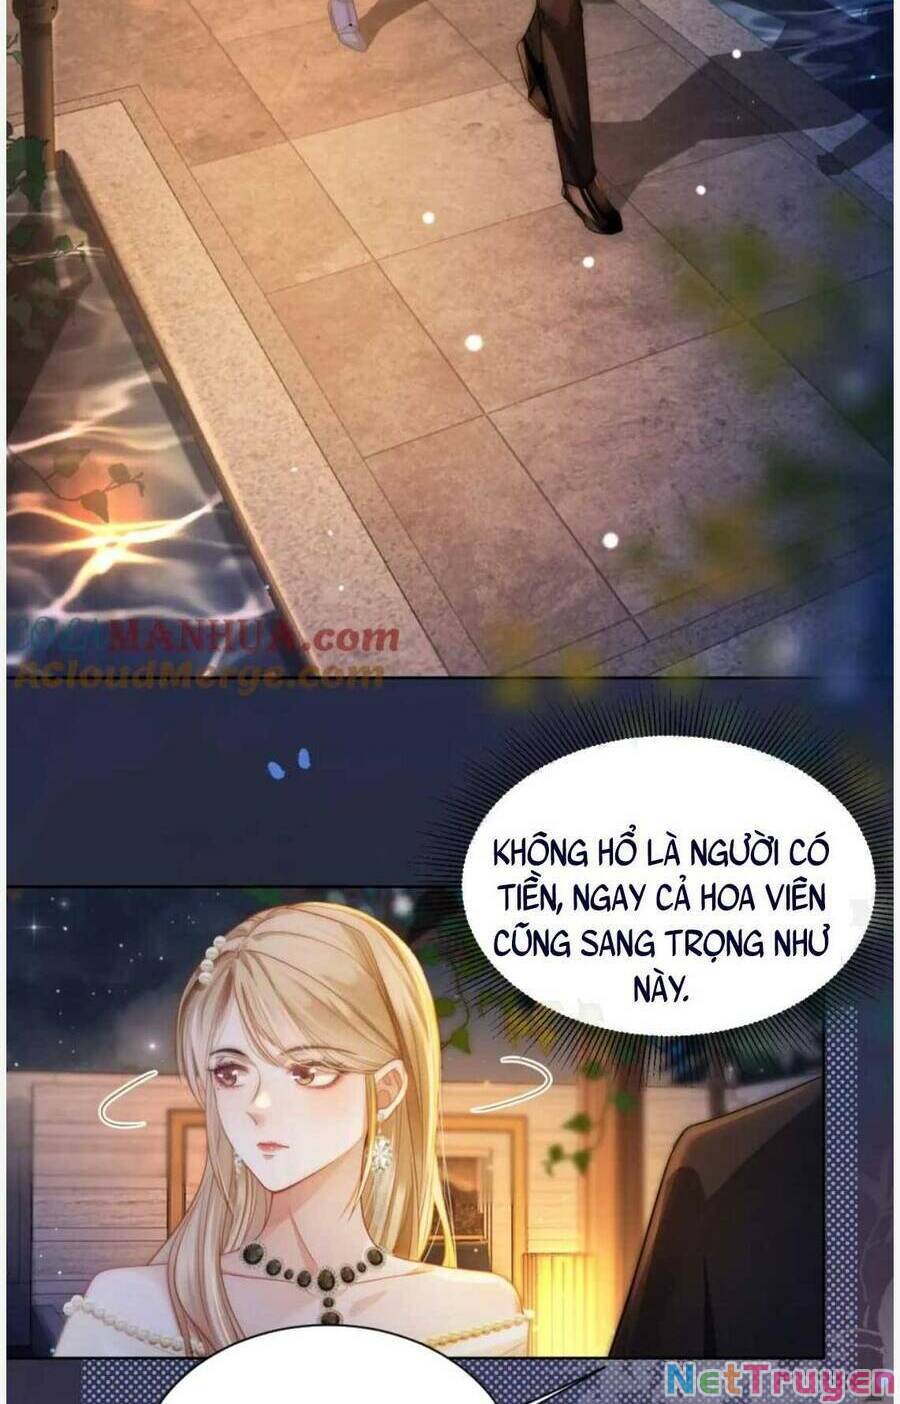 MANHUA.com
ACloudMerge.com
KHÔNG HỔ LÀ NGƯỜI CÓ
TIỀN, NGAY CẢ HOA VIÊN
CŨNG SANG TRỌNG NHƯ
NÀY.
NetTruyen